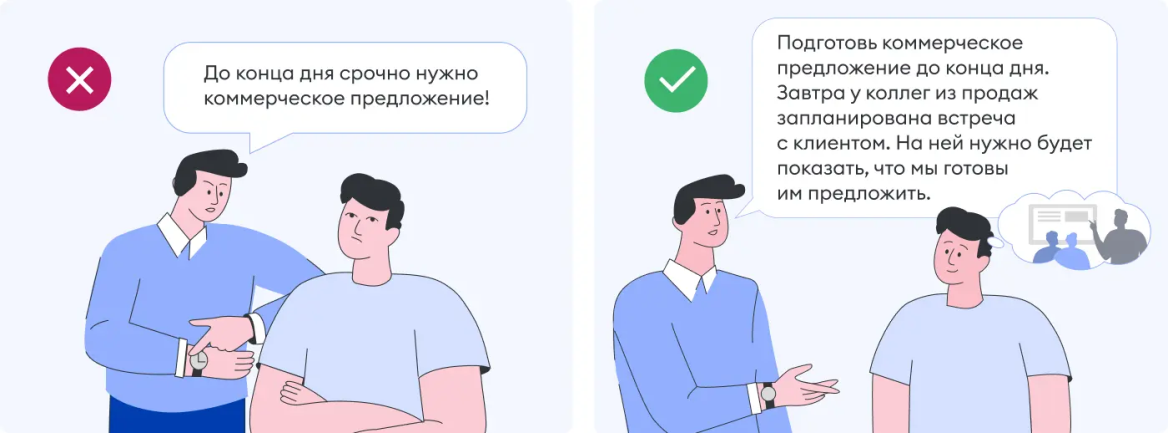 До конца дня срочно нужно
коммерческое предложение!
Подготовь коммерческое
предложение до конца дня.
Завтра у коллег из продаж
запланирована встреча
с клиентом. На ней нужно будет
показать, что мы готовы
им предложить.